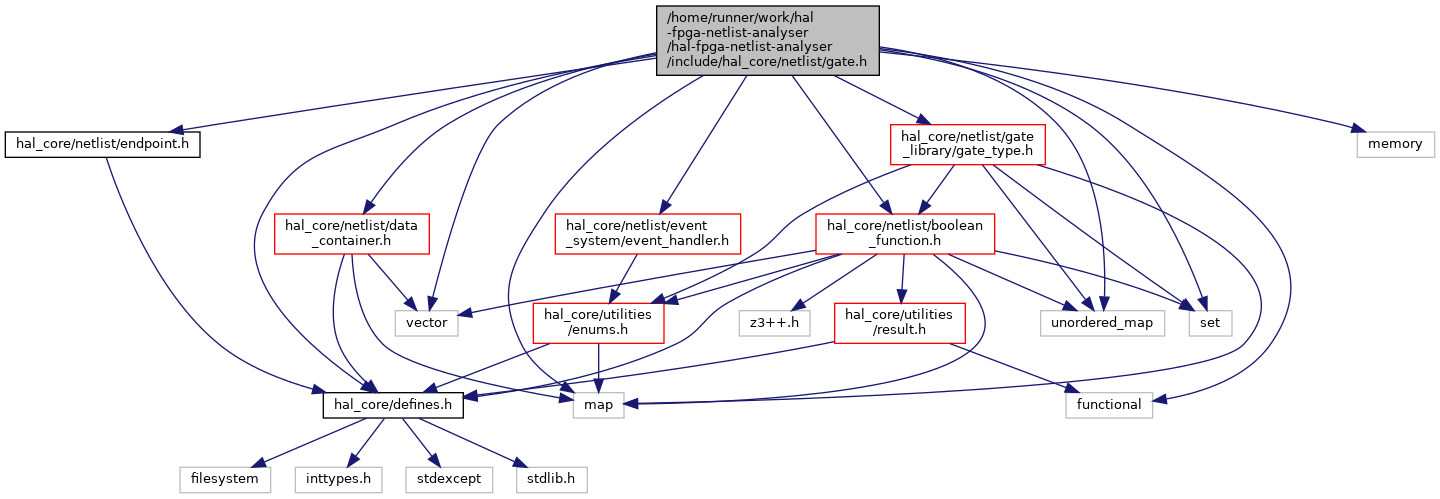 /home/runner/work/hal
-fpga-netlist-analyser
/hal-fpga-netlist-analyser
/include/hal_core/netlist/gate.h
hal_core/netlist/endpoint.h
hal_core/netlist/gate
_library/gate_type.h
memory
hal_core/netlist/data
_container.h
hal_core/netlist/event
_system/event_handler.h
hal_core/netlist/boolean
_function.h
vector
hal_core/utilities
/enums.h
z3++.h
hal_core/utilities
/result.h
unordered_map
set
hal_core/defines.h
map
functional
filesystem
inttypes.h
stdexcept
stdlib.h